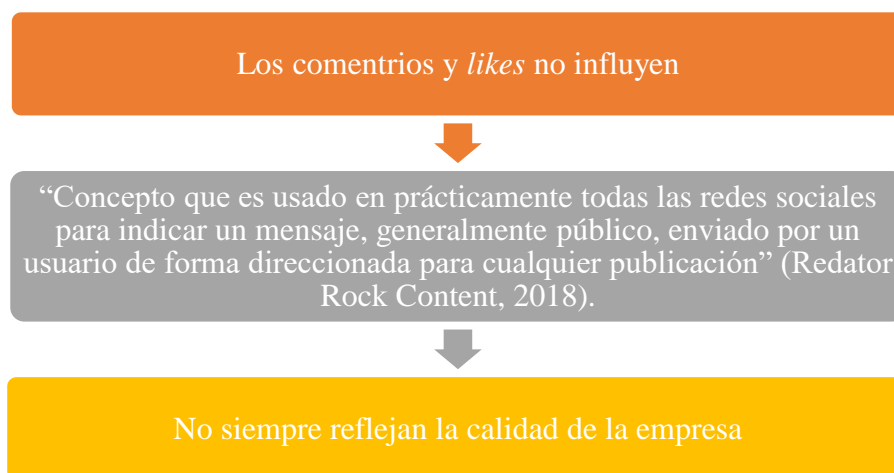 Los comentrios y likes no influyen
“Concepto que es usado en prácticamente todas las redes sociales
para indicar un mensaje, generalmente público, enviado por un
usuario de forma direccionada para cualquier publicación” (Redator
Rock Content, 2018).
No siempre reflejan la calidad de la empresa